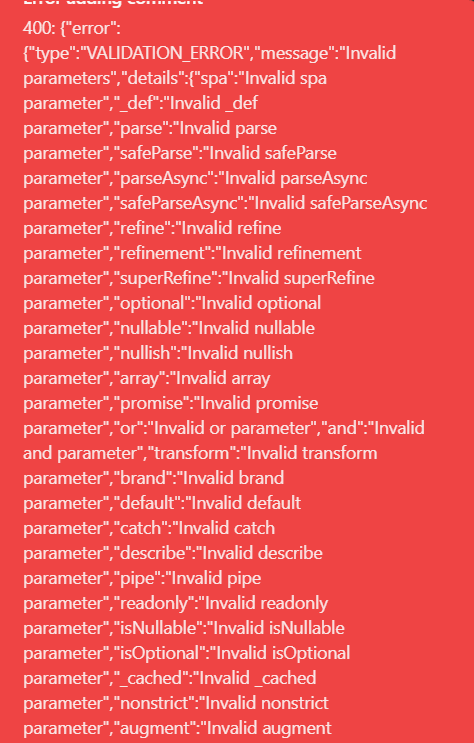 Error adding comment
400: {"error":
{"type":"VALIDATION_ERROR","message":"Invalid
parameters","details":{"spa":"Invalid spa
parameter","_def":"Invalid _def
parameter","parse":"Invalid parse
parameter","safeParse":"Invalid safeParse
parameter","parseAsync":"Invalid parseAsync
parameter","safeParseAsync":"Invalid safeParseAsync
parameter","refine":"Invalid refine
parameter","refinement":"Invalid refinement
parameter","superRefine":"Invalid superRefine
parameter","optional":"Invalid optional
parameter","nullable":"Invalid nullable
parameter","nullish":"Invalid nullish
parameter","array":"Invalid array
parameter","promise":"Invalid promise
parameter","or":"Invalid or parameter","and":"Invalid
and parameter","transform":"Invalid transform
parameter","brand":"Invalid brand
parameter","default":"Invalid default
parameter","catch":"Invalid catch
parameter","describe":"Invalid describe
parameter","pipe":"Invalid pipe
parameter","readonly":"Invalid readonly
parameter","isNullable":"Invalid isNullable
parameter","isOptional":"Invalid isOptional
parameter","_cached":"Invalid _cached
parameter","nonstrict":"Invalid nonstrict
parameter","augment":"Invalid augment